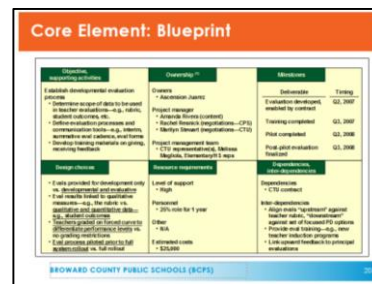 Core Element: Blueprint
Objective,
supporting activities
Establish developmental evaluation
process
• Determine scope of data to be used
in teacher evaluations—e.g., rubric,
student outcomes, etc.
• Define evaluation processes and
communication tools—e.g., interim,
summative eval cadence, eval forms
• Develop training materials on giving,
receiving feedback
Ownership
Owners
• Ascension Juarez
Project manager
• Amanda Rivera (content)
• Rachel Resnick (negotiations—CPS)
• Marilyn Stewart (negotiations—CTU)
Project management team
• CTU representative(s), Melissa
Megliola, Elementary/HS reps
Milestones
Deliverable Timing
Evaluation developed, Q2, 2007
enabled by contract
Training completed Q3, 2007
Pilot completed Q2, 2008
Post-pilot evaluation Q3, 2008
finalized
Design choices
• Evals provided for development only
vs. developmental and evaluative
• Eval results linked to qualitative
measures—e.g., the rubric vs.
qualitative and quantitative data—
e.g., student outcomes
• Teachers graded on forced curve to
differentiate performance levels vs.
no grading restrictions
• Eval process piloted prior to full
system rollout vs. full rollout
Resource requirements
Level of support
• High
Personnel
• 25% role for 1 year
Other
• N/A
Estimated costs
• $25,000
Dependencies,
inter-dependencies
Dependencies
• CTU contract
Inter-dependencies
• Align evals "upstream" against
teacher rubric, "downstream"
against set of focused PD options
• Provide eval training—e.g., new
teacher induction programs
• Link upward feedback to principal
evaluations
BROWARD COUNTY PUBLIC SCHOOLS (BCPS)